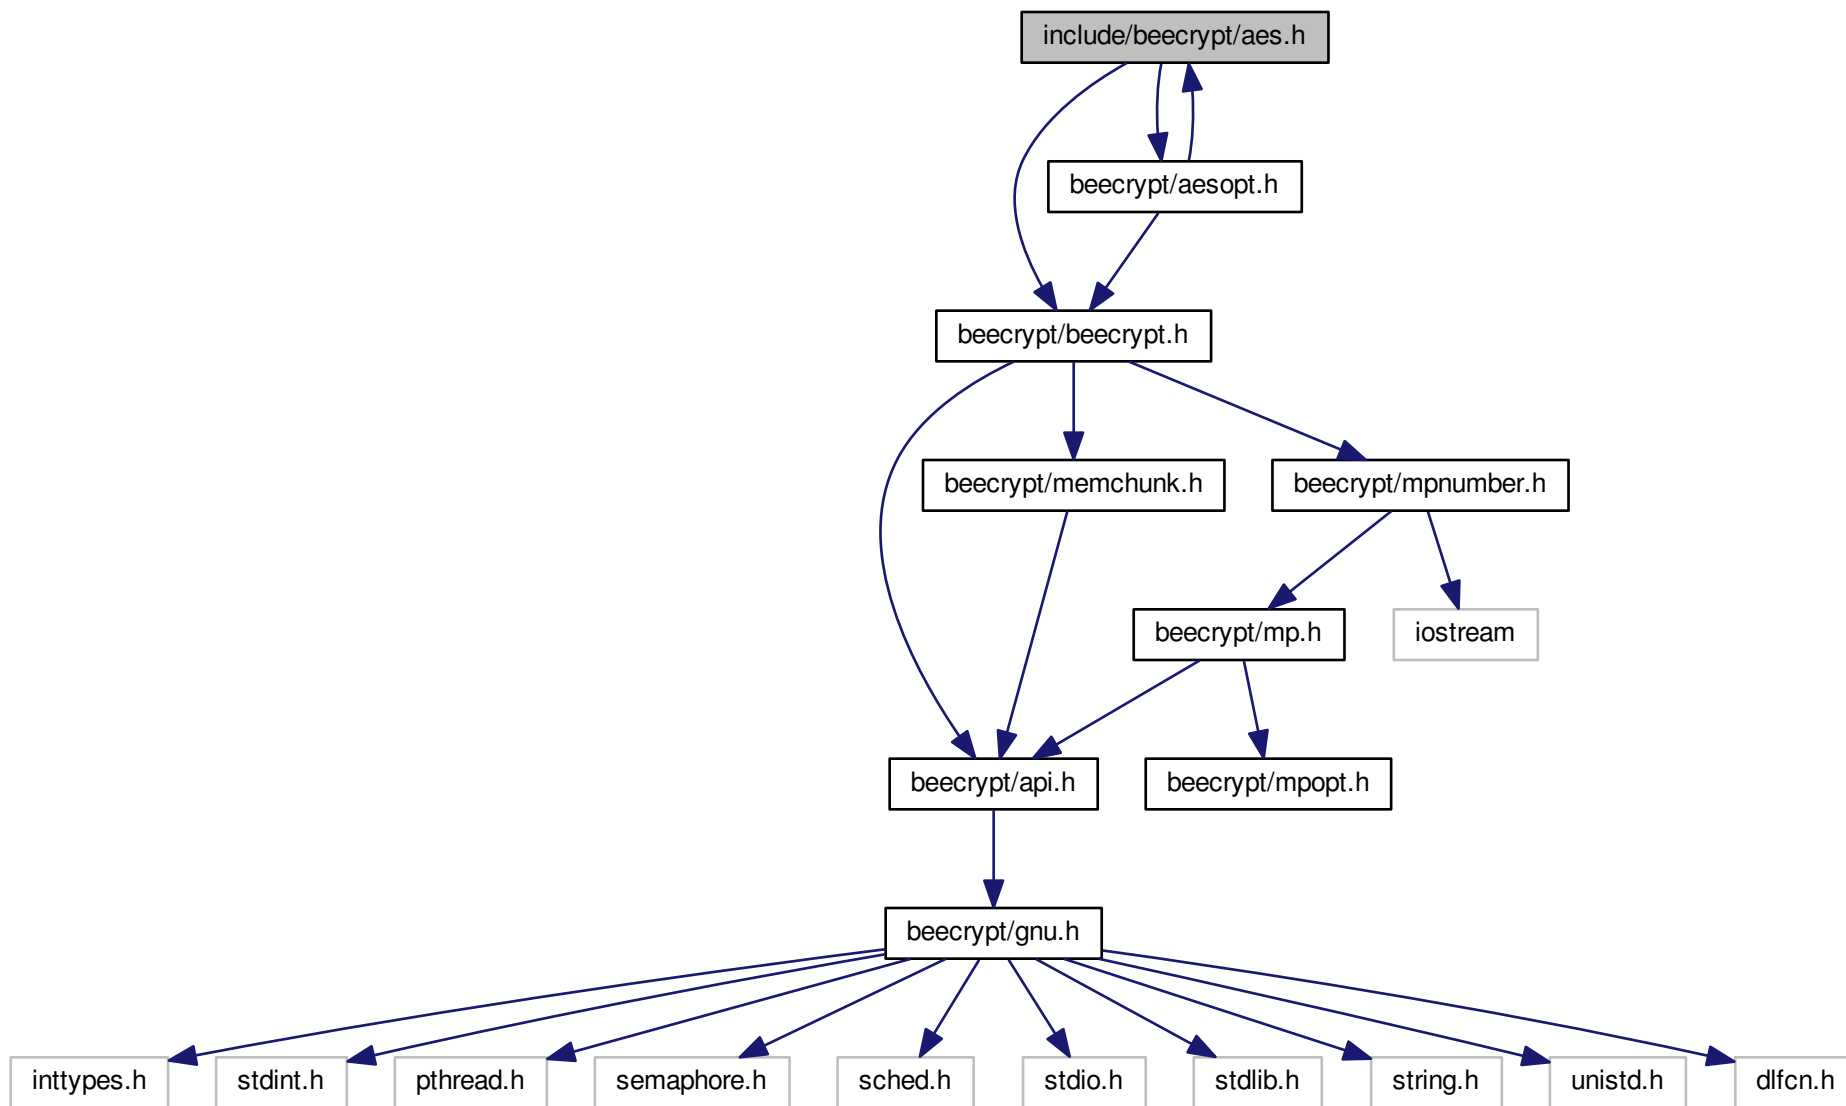 include/beecrypt/aes.h
beecrypt/aesopt.h
beecrypt/beecrypt.h
beecrypt/memchunk.h
beecrypt/mpnumber.h
beecrypt/mp.h
iostream
beecrypt/api.h
beecrypt/mpopt.h
beecrypt/gnu.h
inttypes.h
stdint.h
pthread.h
semaphore.h
sched.h
stdio.h
stdlib.h
string.h
unistd.h
dlfcn.h